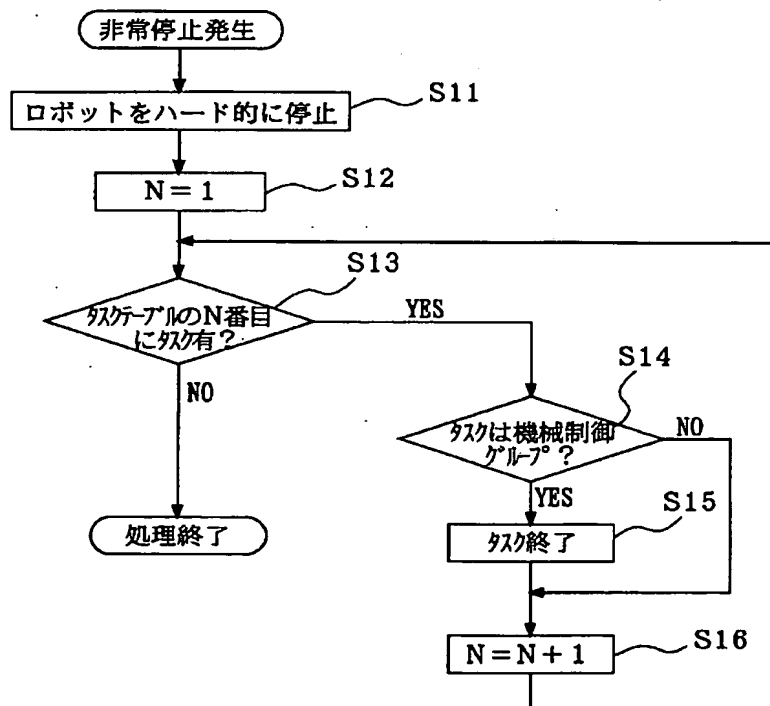 非常停止発生
ロボットをハード的に停止
S11
N＝1
S12
S13
タスクテーブルのN番目
にタスク有？
YES
NO
S14
タスクは機械制御
グループ？
NO
YES
処理終了
S15
タスク終了
S16
N＝N＋1